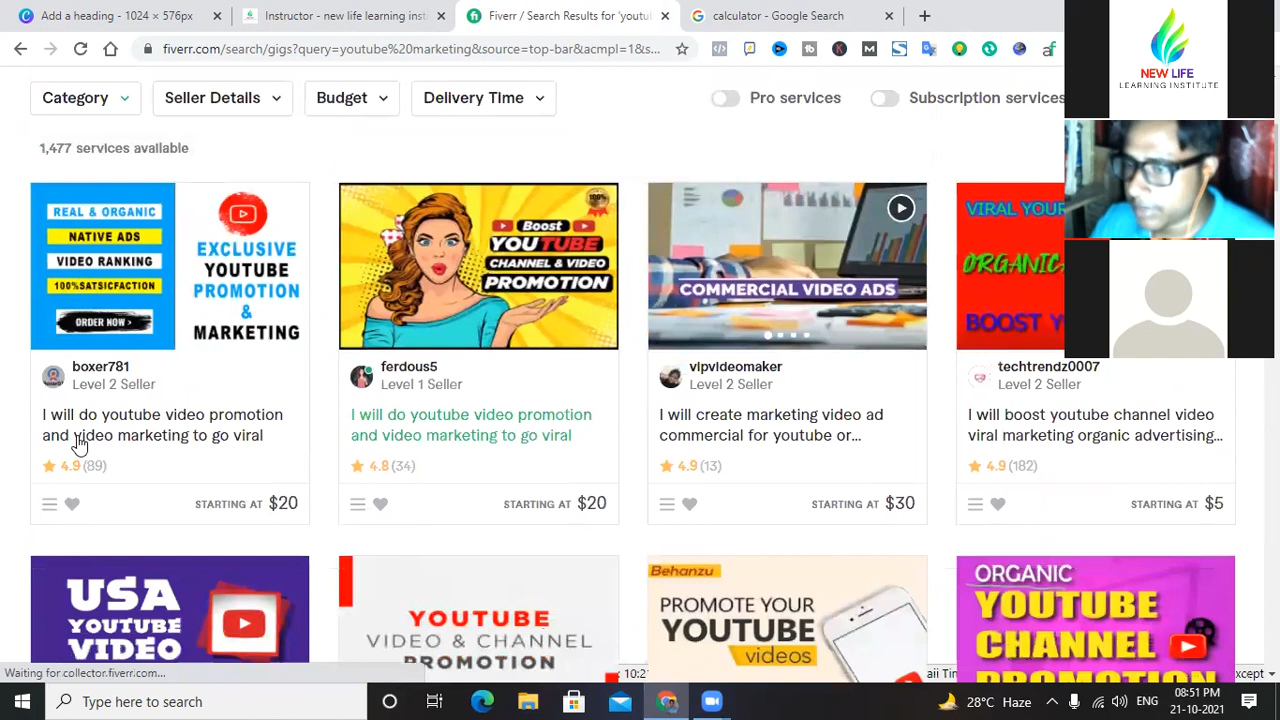 Add a heading - 1024 × 576px
Instructor - new life learning inst
Fiverr / Search Results for 'youtu
calculator - Google Search
fiverr.com/search/gigs?query=youtube%20marketing&source=top-bar&acmpl=1&s...
Category
Seller Details
Budget
Delivery Time
Pro services
Subscription services
NEW LIFE
LEARNING INSTITUTE
1,477 services available
REAL & ORGANIC
NATIVE ADS
VIDEO RANKING
100%SATSICFACTION
ORDER NOW >
EXCLUSIVE
YOUTUBE
PROMOTION
&
MARKETING
100%
Boost
YOUTUBE
CHANNEL & VIDEO
PROMOTION
COMMERCIAL VIDEO ADS
VIRAL YOUR
ORGANIC
BOOST Y
boxer781
Level 2 Seller
I will do youtube video promotion
and video marketing to go viral
4.9 (89)
STARTING AT $20
ferdous5
Level 1 Seller
I will do youtube video promotion
and video marketing to go viral
4.8 (34)
STARTING AT $20
vipvideomaker
Level 2 Seller
I will create marketing video ad
commercial for youtube or...
4.9 (13)
STARTING AT $30
techtrendz0007
Level 2 Seller
I will boost youtube channel video
viral marketing organic advertising...
4.9 (182)
STARTING AT $5
USA
YOUTUBE
VIDEO
YOUTUBE
VIDEO & CHANNEL
PROMOTION
Behanzu
PROMOTE YOUR
YOUTUBE
videos
ORGANIC
YOUTUBE
CHANNEL
PROMOTION
Waiting for collector.fiverr.com...
Type here to search
28°C Haze
ENG
08:51 PM
21-10-2021